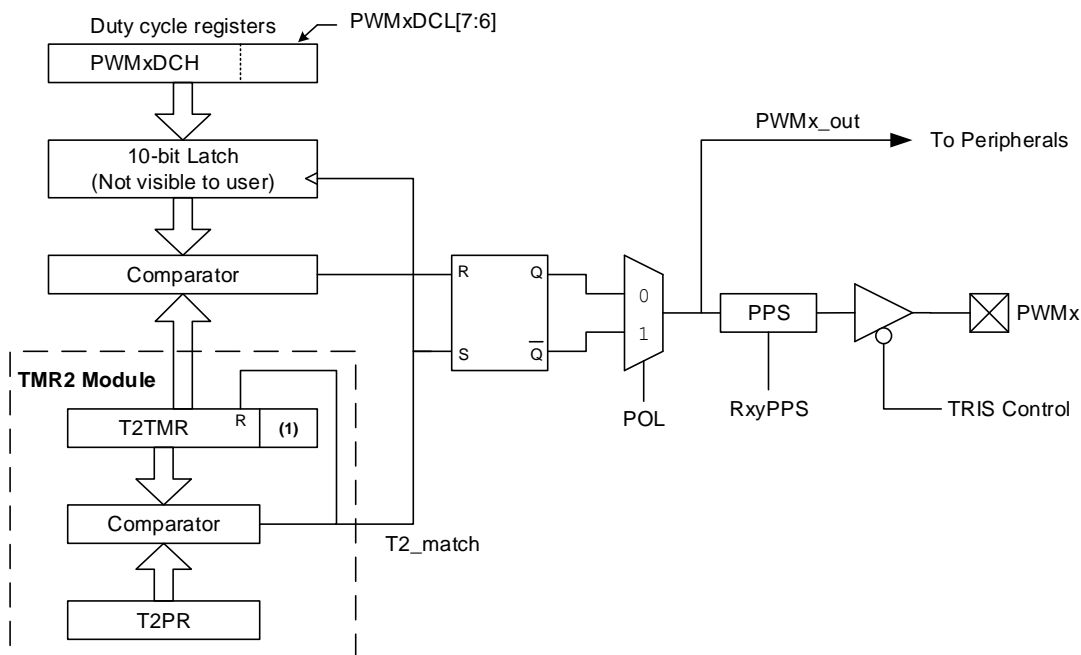 Duty cycle registers
PWMxDCL[7:6]
PWMxDCH
10-bit Latch
(Not visible to user)
PWMx_out
To Peripherals
Comparator
R
Q
0
1
S
Q
PPS
PWMx
TMR2 Module
R
T2TMR
(1)
POL
RxyPPS
TRIS Control
Comparator
T2_match
T2PR